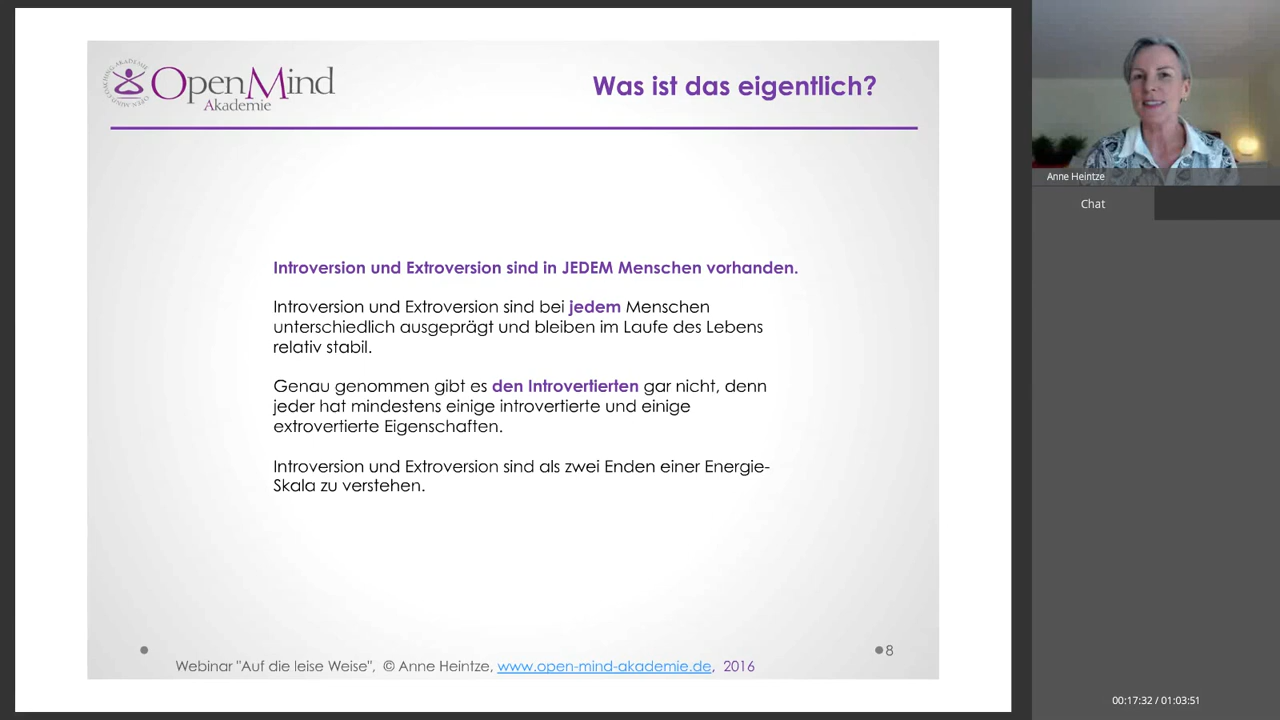 OpenMind
Akademie
Was ist das eigentlich?
Introversion und Extroversion sind in JEDEM Menschen vorhanden.
Introversion und Extroversion sind bei jedem Menschen
unterschiedlich ausgeprägt und bleiben im Laufe des Lebens
relativ stabil.
Genau genommen gibt es den Introvertierten gar nicht, denn
jeder hat mindestens einige introvertierte und einige
extrovertierte Eigenschaften.
Introversion und Extroversion sind als zwei Enden einer Energie-
Skala zu verstehen.
8
Webinar "Auf die leise Weise", © Anne Heintze, www.open-mind-akademie.de, 2016
Anne Heintze
Chat
00:17:32 / 01:03:51